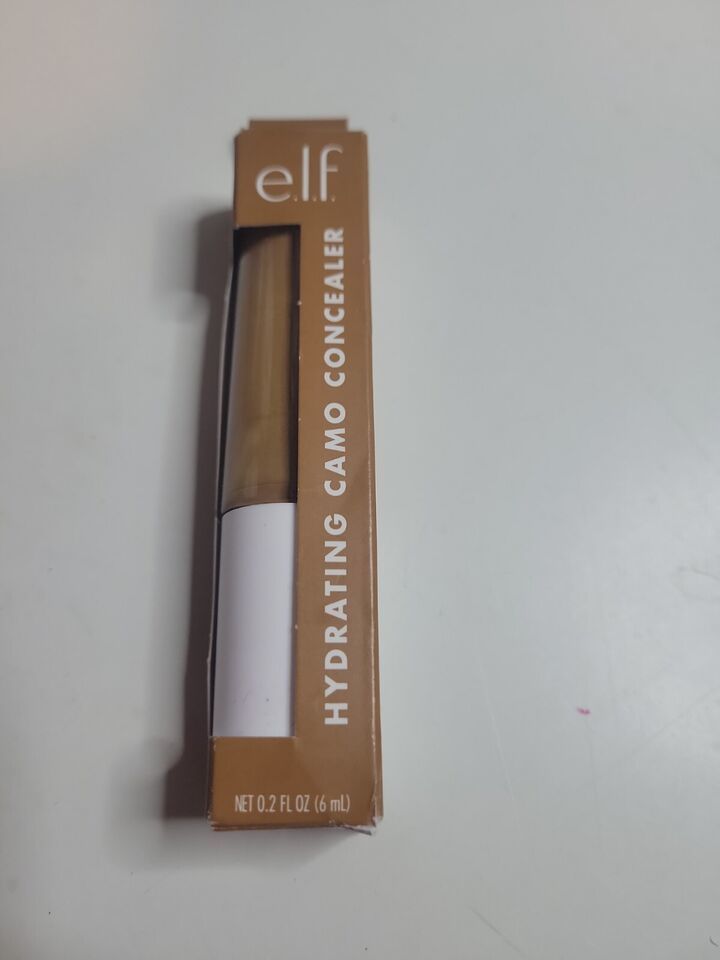 e.l.f.
HYDRATING CAMO CONCEALER
NET 0.2 FL OZ (6 mL)